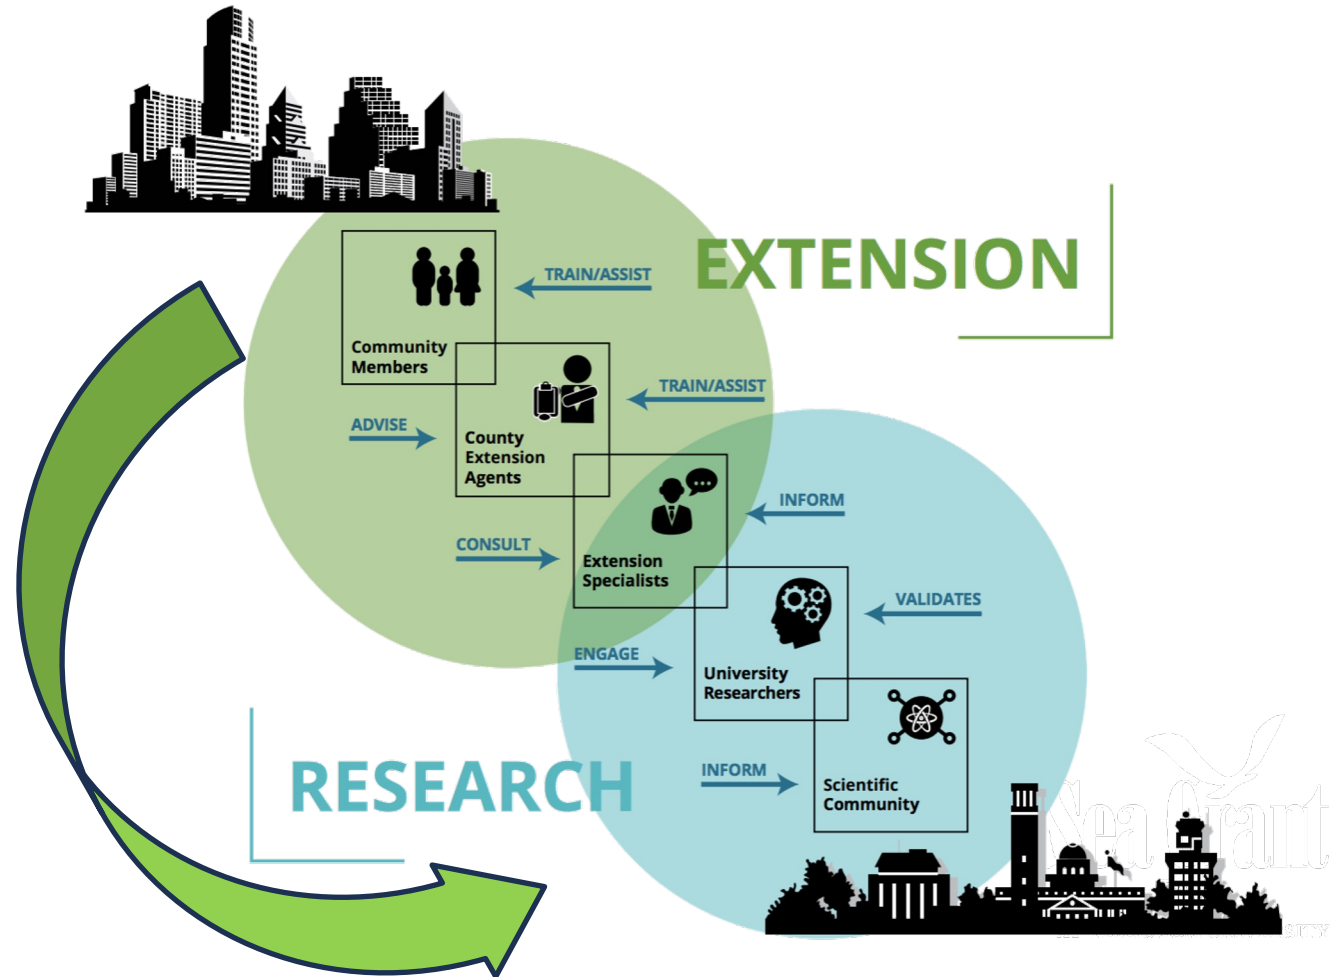 EXTENSION
TRAIN/ASSIST
Community
Members
TRAIN/ASSIST
ADVISE
County
Extension
Agents
INFORM
CONSULT
Extension
Specialists
VALIDATES
ENGAGE
University
Researchers
RESEARCH
INFORM
Scientific
Community
Sea Grant